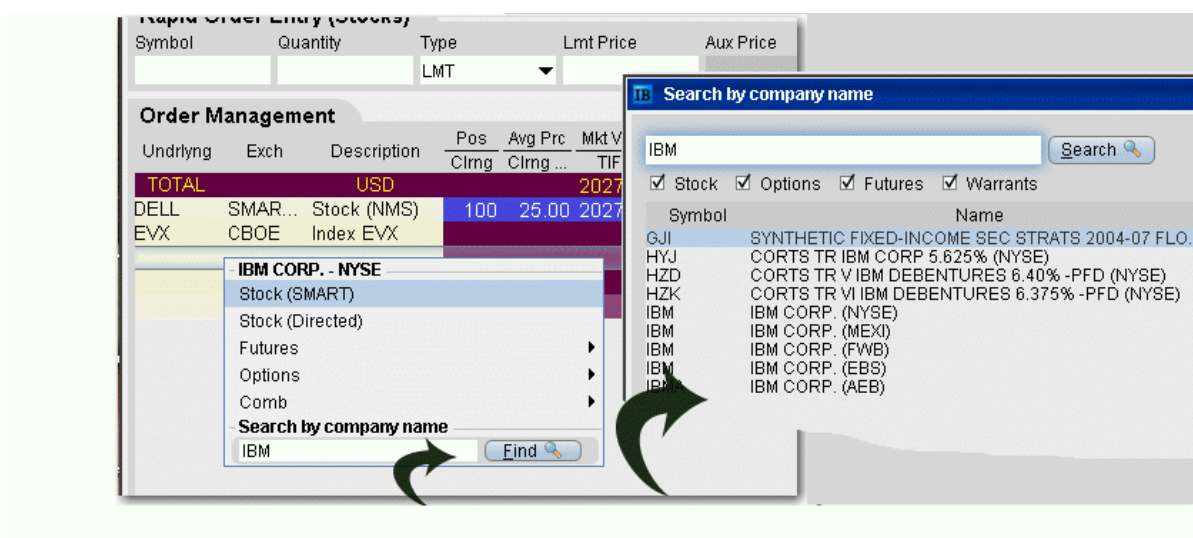 Rapid Order Entry (Stocks)
Symbol Quantity Type Lmt Price Aux Price
LMT
Order Management
Undrlyng Exch Description Pos Avg Prc Mkt V
Clrng Clrng ... TIF
TOTAL USD 2027
DELL SMAR... Stock (NMS) 100 25.00 2027
EVX CBOE Index EVX
IBM CORP. - NYSE
Stock (SMART)
Stock (Directed)
Futures
Options
Comb
Search by company name
IBM Find
IB Search by company name
IBM Search
Stock Options Futures Warrants
Symbol Name
GJI SYNTHETIC FIXED-INCOME SEC STRATS 2004-07 FLO.
HYJ CORTS TR IBM CORP 5.625% (NYSE)
HZD CORTS TR V IBM DEBENTURES 6.40% -PFD (NYSE)
HZK CORTS TR VI IBM DEBENTURES 6.375% -PFD (NYSE)
IBM IBM CORP. (NYSE)
IBM IBM CORP. (MEXI)
IBM IBM CORP. (FWB)
IBM IBM CORP. (EBS)
IBMA IBM CORP. (AEB)